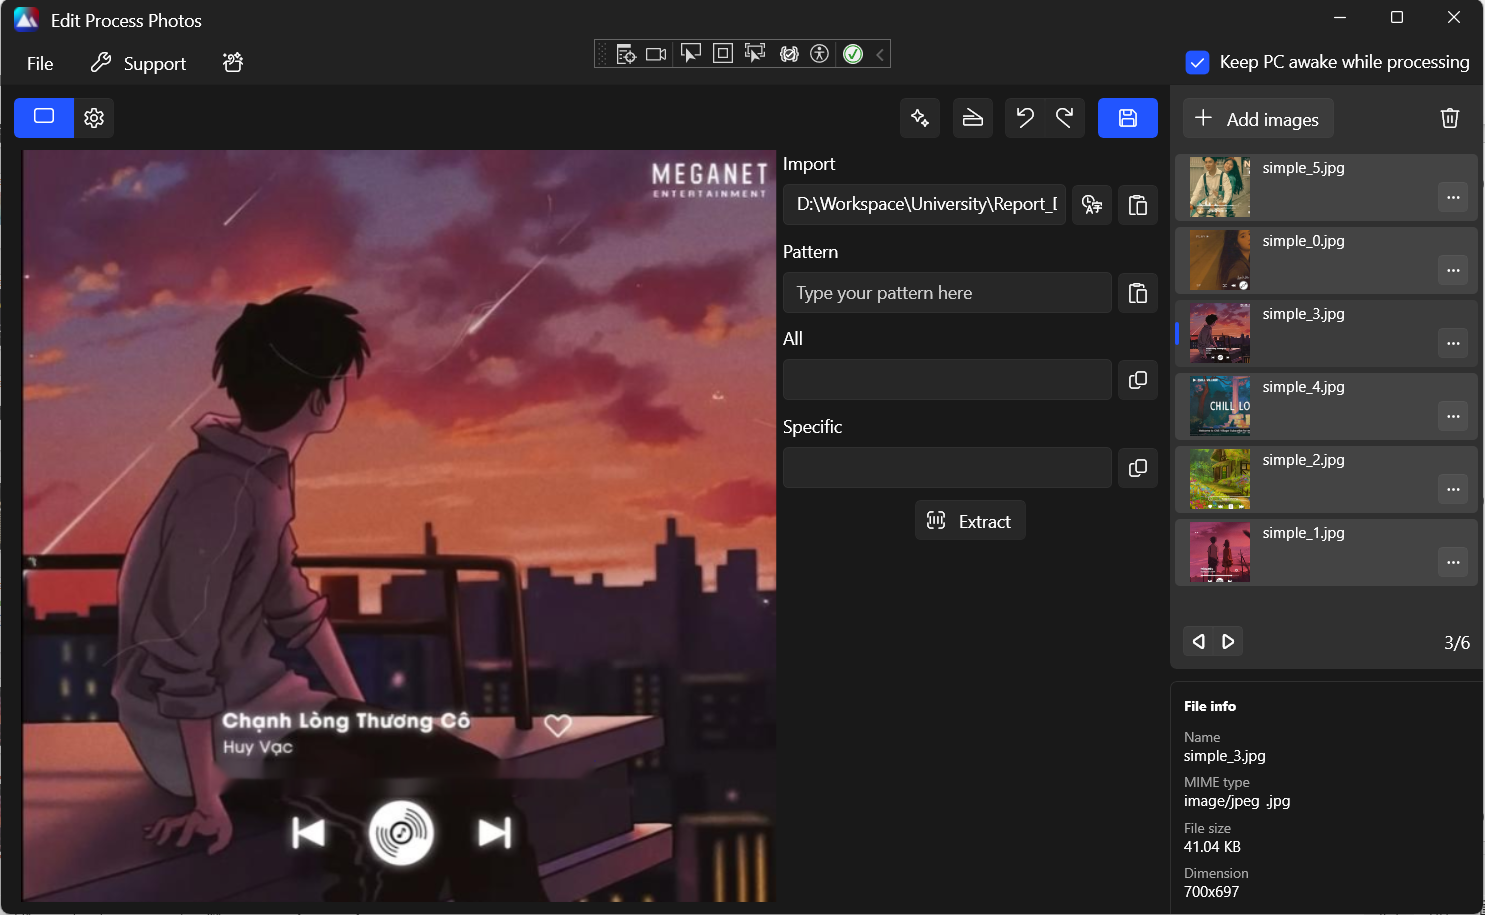 Edit Process Photos
File
Support
Keep PC awake while processing
Add images
MEGANET
ENTERTAINMENT
Chạnh Lòng Thương Cô
Huy Vạc
Import
D:\Workspace\University\Report_D
Pattern
Type your pattern here
All
Specific
Extract
simple_5.jpg
simple_0.jpg
simple_3.jpg
simple_4.jpg
CHILL LO
simple_2.jpg
simple_1.jpg
3/6
File info
Name
simple_3.jpg
MIME type
image/jpeg .jpg
File size
41.04 KB
Dimension
700x697